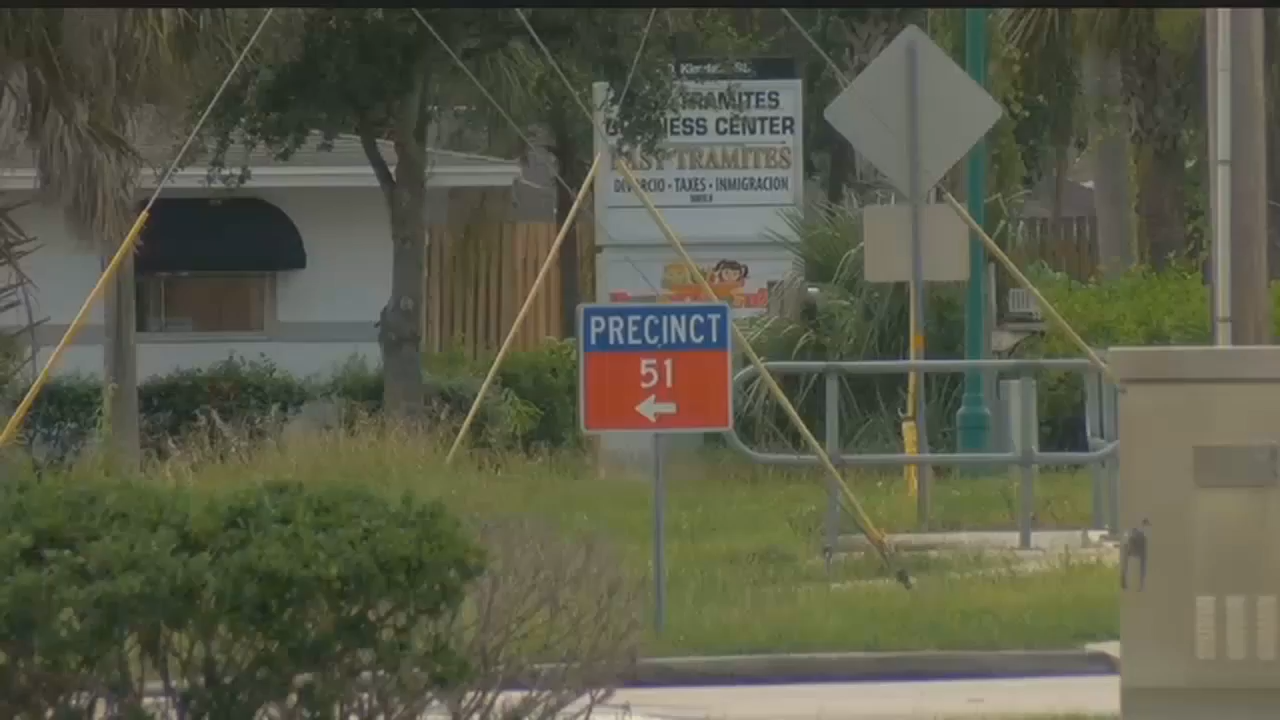 TRAMITES
BUSINESS CENTER
EASY TRAMITES
DIVORCIO • TAXES • INMIGRACION
PRECINCT
51